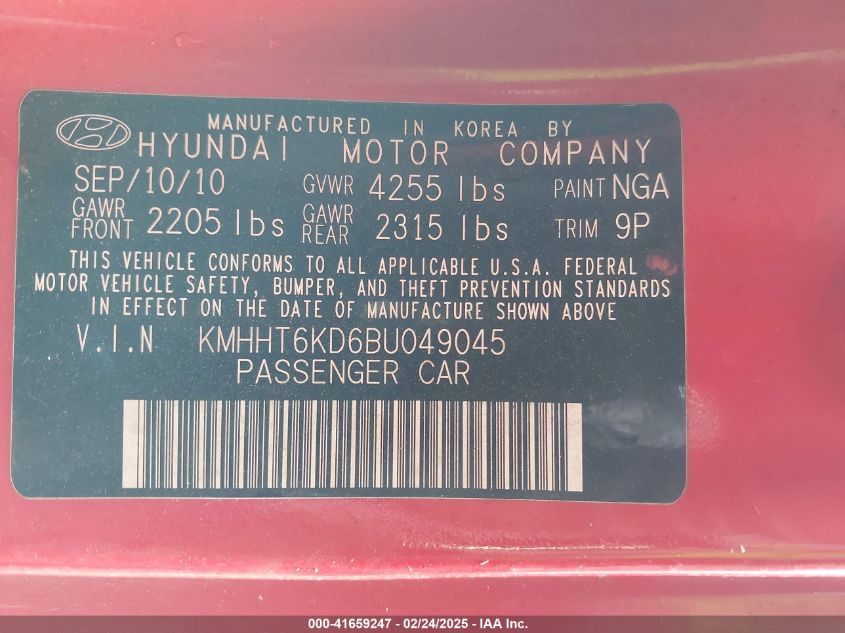 MANUFACTURED IN KOREA BY
HYUNDAI MOTOR COMPANY
SEP/10/10 GVWR 4255 lbs PAINT NGA
GAWR FRONT 2205 lbs GAWR REAR 2315 lbs TRIM 9P
THIS VEHICLE CONFORMS TO ALL APPLICABLE U.S.A. FEDERAL
MOTOR VEHICLE SAFETY, BUMPER, AND THEFT PREVENTION STANDARDS
IN EFFECT ON THE DATE OF MANUFACTURE SHOWN ABOVE
V.I.N KMHHT6KD6BU049045
PASSENGER CAR
000-41659247 - 02/24/2025 - IAA Inc.